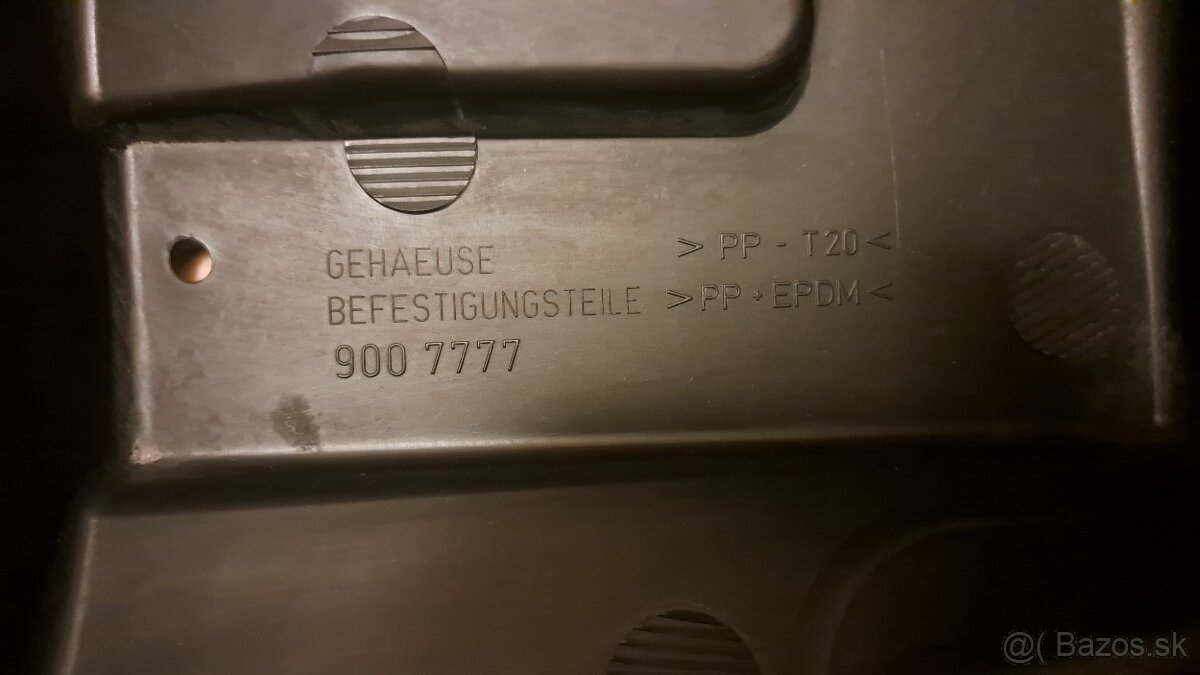 GEHAEUSE > PP - T20 <
BEFESTIGUNGSTEILE > PP + EPDM <
900 7777
@( Bazos.sk